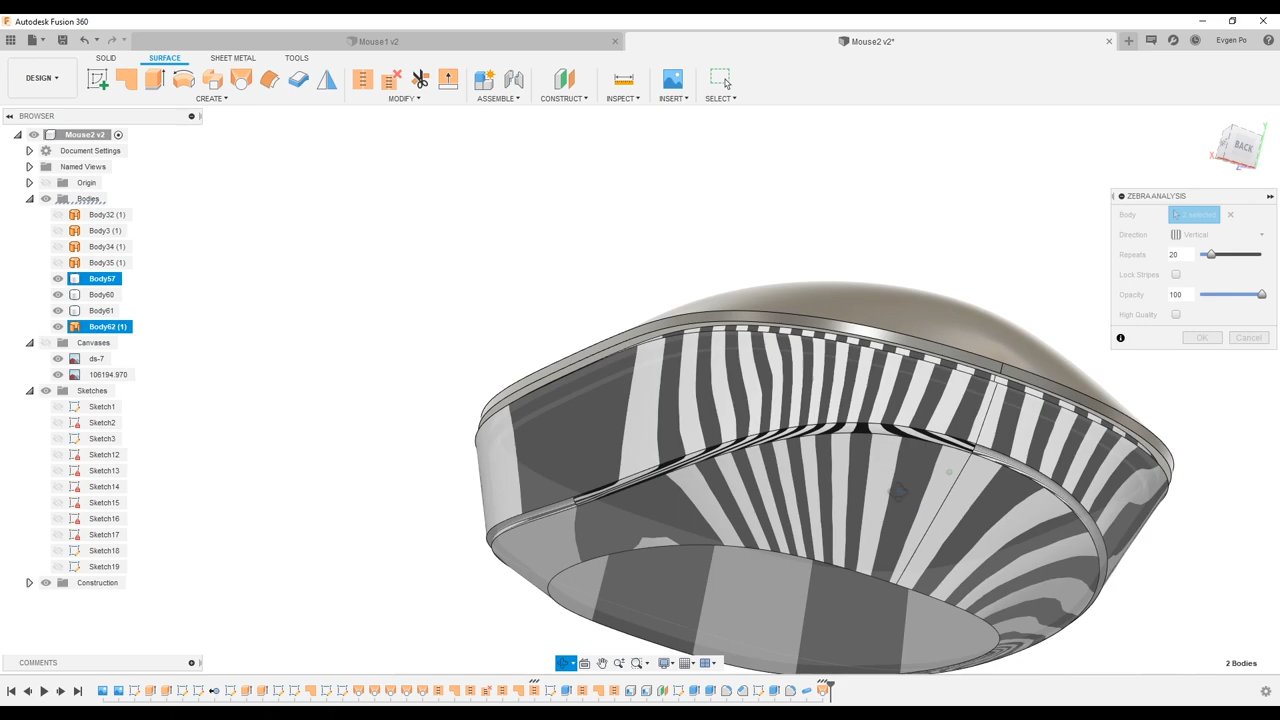 Autodesk Fusion 360
Mouse1 v2
Mouse2 v2*
Evgen Po
SOLID
SURFACE
SHEET METAL
TOOLS
DESIGN
CREATE
MODIFY
ASSEMBLE
CONSTRUCT
INSPECT
INSERT
SELECT
BROWSER
Mouse2 v2
Document Settings
Named Views
Origin
Bodies
Body32 (1)
Body3 (1)
Body34 (1)
Body35 (1)
Body57
Body60
Body61
Body62 (1)
Canvases
ds-7
106194.970
Sketches
Sketch1
Sketch2
Sketch3
Sketch12
Sketch13
Sketch14
Sketch15
Sketch16
Sketch17
Sketch18
Sketch19
Construction
BACK
X
Y
Z
ZEBRA ANALYSIS
Body
2 selected
Direction
Vertical
Repeats
20
Lock Stripes
Opacity
100
High Quality
OK
Cancel
COMMENTS
2 Bodies